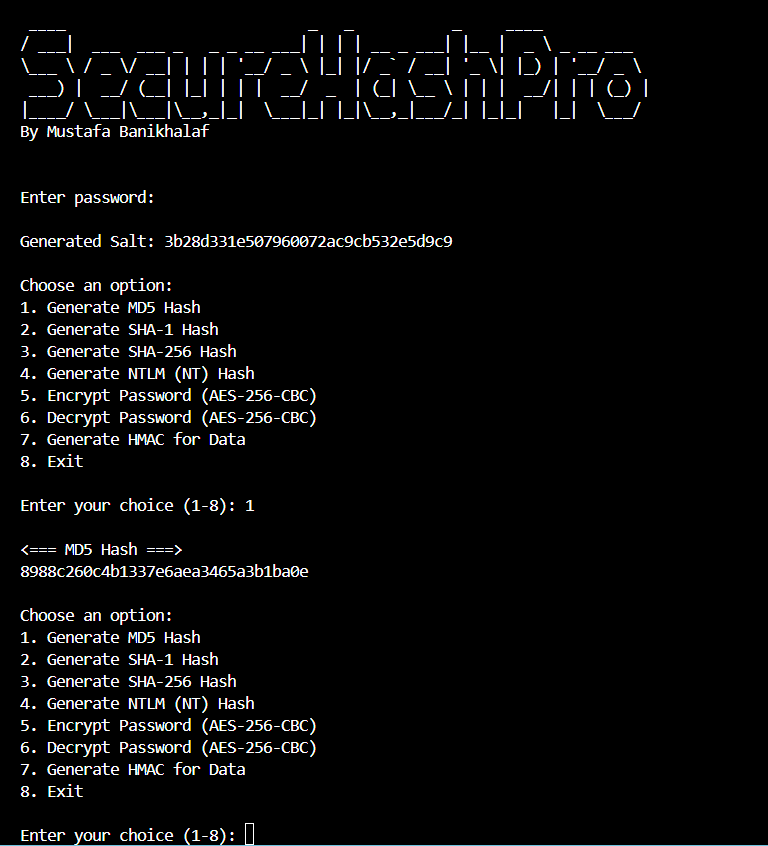 SecureHashPro
By Mustafa Banikhalaf
Enter password:
Generated Salt: 3b28d331e507960072ac9cb532e5d9c9
Choose an option:
1. Generate MD5 Hash
2. Generate SHA-1 Hash
3. Generate SHA-256 Hash
4. Generate NTLM (NT) Hash
5. Encrypt Password (AES-256-CBC)
6. Decrypt Password (AES-256-CBC)
7. Generate HMAC for Data
8. Exit
Enter your choice (1-8): 1
<=== MD5 Hash ===>
8988c260c4b1337e6aea3465a3b1ba0e
Choose an option:
1. Generate MD5 Hash
2. Generate SHA-1 Hash
3. Generate SHA-256 Hash
4. Generate NTLM (NT) Hash
5. Encrypt Password (AES-256-CBC)
6. Decrypt Password (AES-256-CBC)
7. Generate HMAC for Data
8. Exit
Enter your choice (1-8):